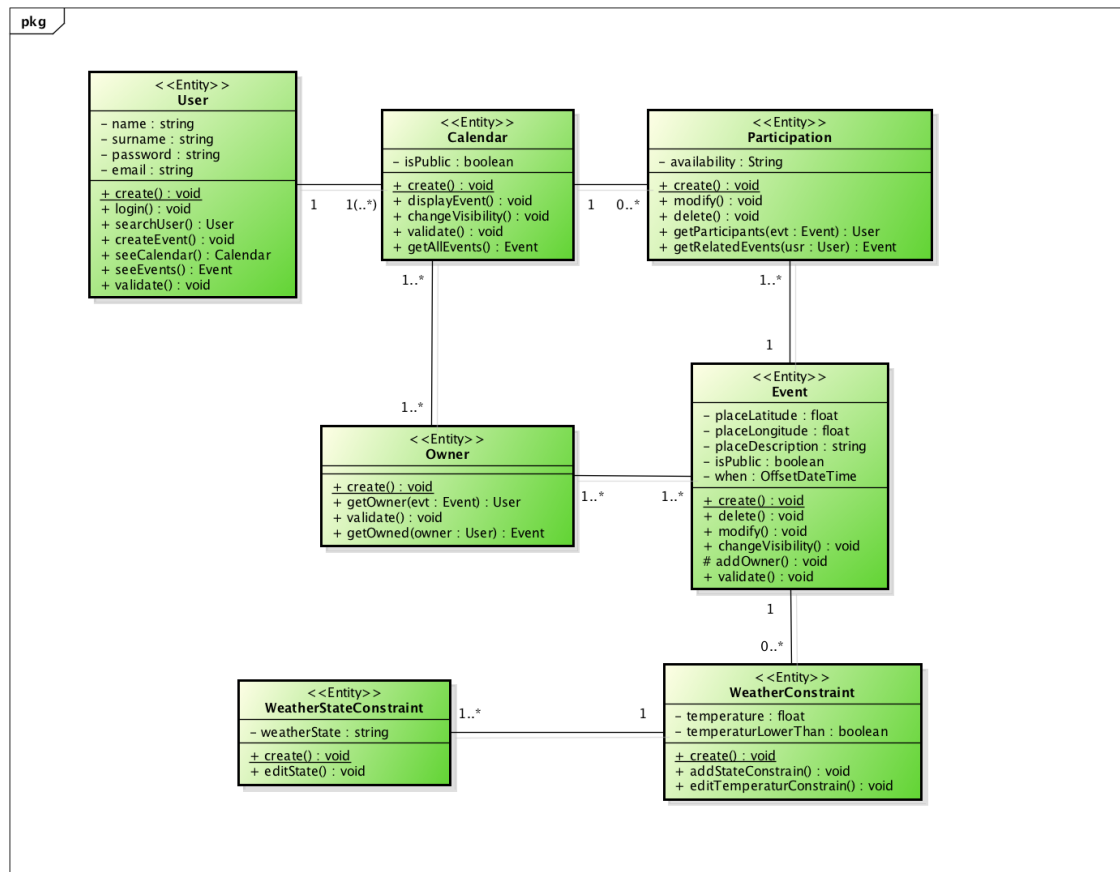 pkg
<<Entity>>
User
- name : string
- surname : string
- password : string
- email : string
+ create() : void
+ login() : void
+ searchUser() : User
+ createEvent() : void
+ seeCalendar() : Calendar
+ seeEvents() : Event
+ validate() : void
1
1(..*)
<<Entity>>
Calendar
- isPublic : boolean
+ create() : void
+ displayEvent() : void
+ changeVisibility() : void
+ validate() : void
+ getAllEvents() : Event
1
0..*
<<Entity>>
Participation
- availability : String
+ create() : void
+ modify() : void
+ delete() : void
+ getParticipants(evt : Event) : User
+ getRelatedEvents(usr : User) : Event
1..*
1..*
1..*
1
<<Entity>>
Owner
+ create() : void
+ getOwner(evt : Event) : User
+ validate() : void
+ getOwned(owner : User) : Event
1..*
1..*
<<Entity>>
Event
- placeLatitude : float
- placeLongitude : float
- placeDescription : string
- isPublic : boolean
- when : OffsetDateTime
+ create() : void
+ delete() : void
+ modify() : void
+ changeVisibility() : void
# addOwner() : void
+ validate() : void
1
0..*
<<Entity>>
WeatherStateConstraint
- weatherState : string
+ create() : void
+ editState() : void
1..*
1
<<Entity>>
WeatherConstraint
- temperature : float
- temperaturLowerThan : boolean
+ create() : void
+ addStateConstrain() : void
+ editTemperaturConstrain() : void